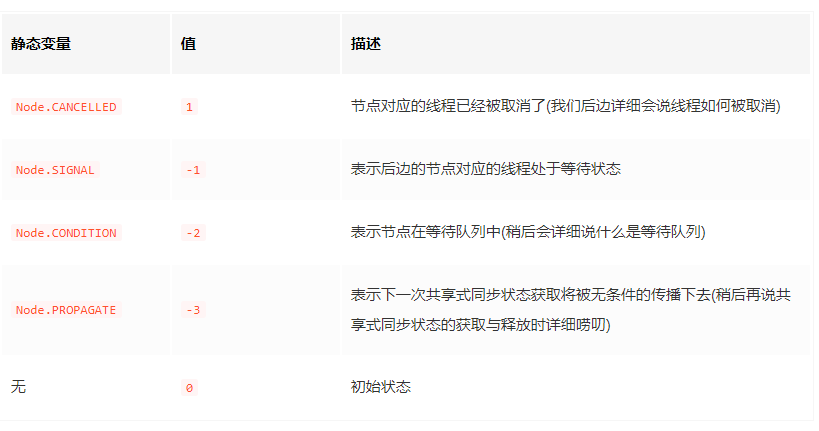 静态变量 值 描述
Node.CANCELLED 1 节点对应的线程已经被取消了(我们后边详细会说线程如何被取消)
Node.SIGNAL -1 表示后边的节点对应的线程处于等待状态
Node.CONDITION -2 表示节点在等待队列中(稍后会详细说什么是等待队列)
Node.PROPAGATE -3 表示下一次共享式同步状态获取将被无条件的传播下去(稍后再说共
享式同步状态的获取与释放时详细唠叨)
无 0 初始状态